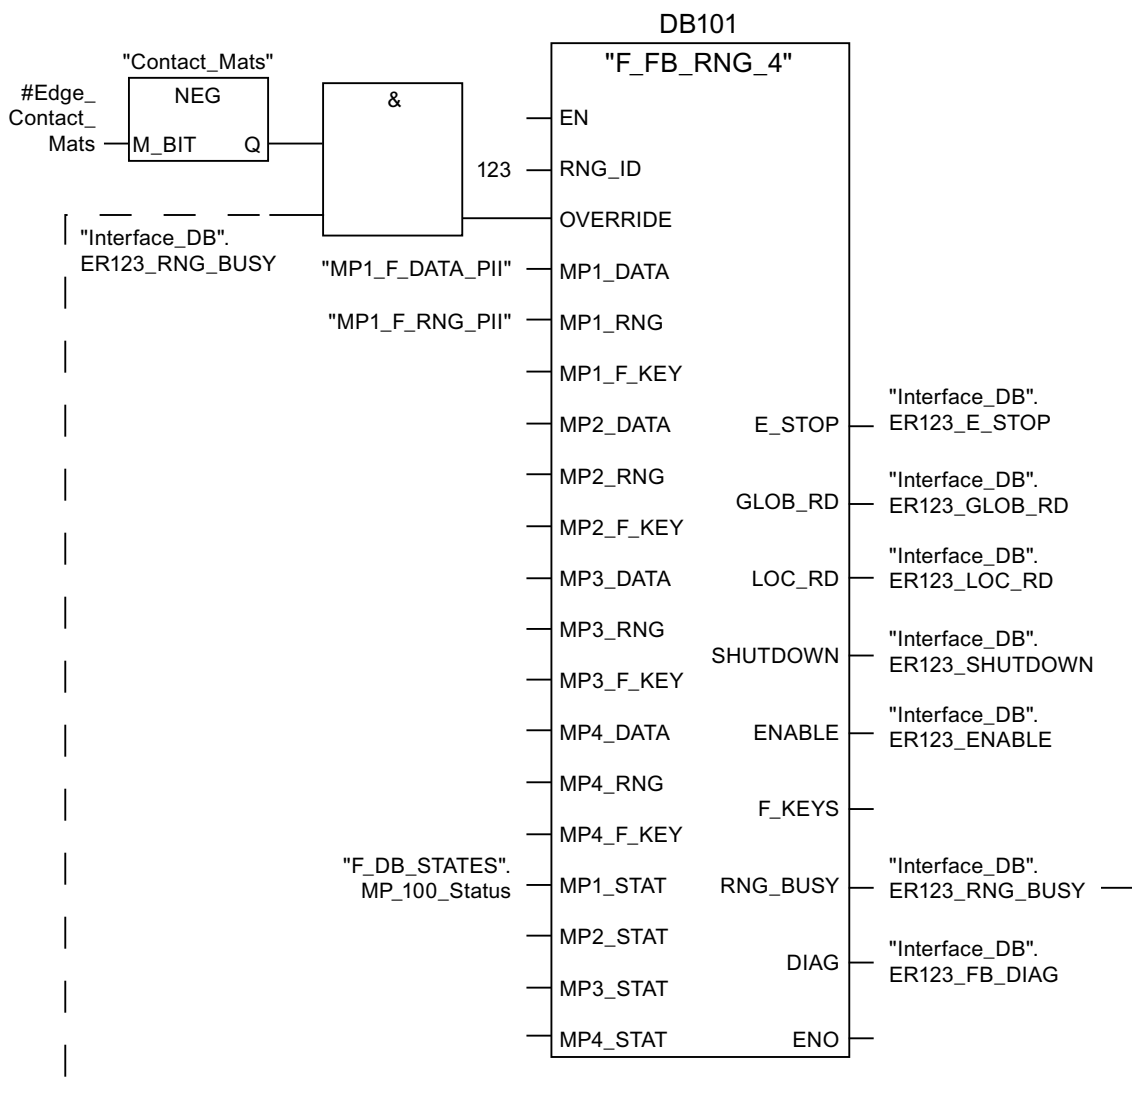 DB101
"F_FB_RNG_4"
"Contact_Mats"
NEG
#Edge_
Contact_
Mats
M_BIT
Q
&
"Interface_DB".
ER123_RNG_BUSY
EN
123
RNG_ID
OVERRIDE
"MP1_F_DATA_PII"
MP1_DATA
"MP1_F_RNG_PII"
MP1_RNG
MP1_F_KEY
MP2_DATA
MP2_RNG
MP2_F_KEY
MP3_DATA
MP3_RNG
MP3_F_KEY
MP4_DATA
MP4_RNG
MP4_F_KEY
"F_DB_STATES".
MP_100_Status
MP1_STAT
MP2_STAT
MP3_STAT
MP4_STAT
E_STOP
"Interface_DB".
ER123_E_STOP
GLOB_RD
"Interface_DB".
ER123_GLOB_RD
LOC_RD
"Interface_DB".
ER123_LOC_RD
SHUTDOWN
"Interface_DB".
ER123_SHUTDOWN
ENABLE
"Interface_DB".
ER123_ENABLE
F_KEYS
RNG_BUSY
"Interface_DB".
ER123_RNG_BUSY
DIAG
"Interface_DB".
ER123_FB_DIAG
ENO